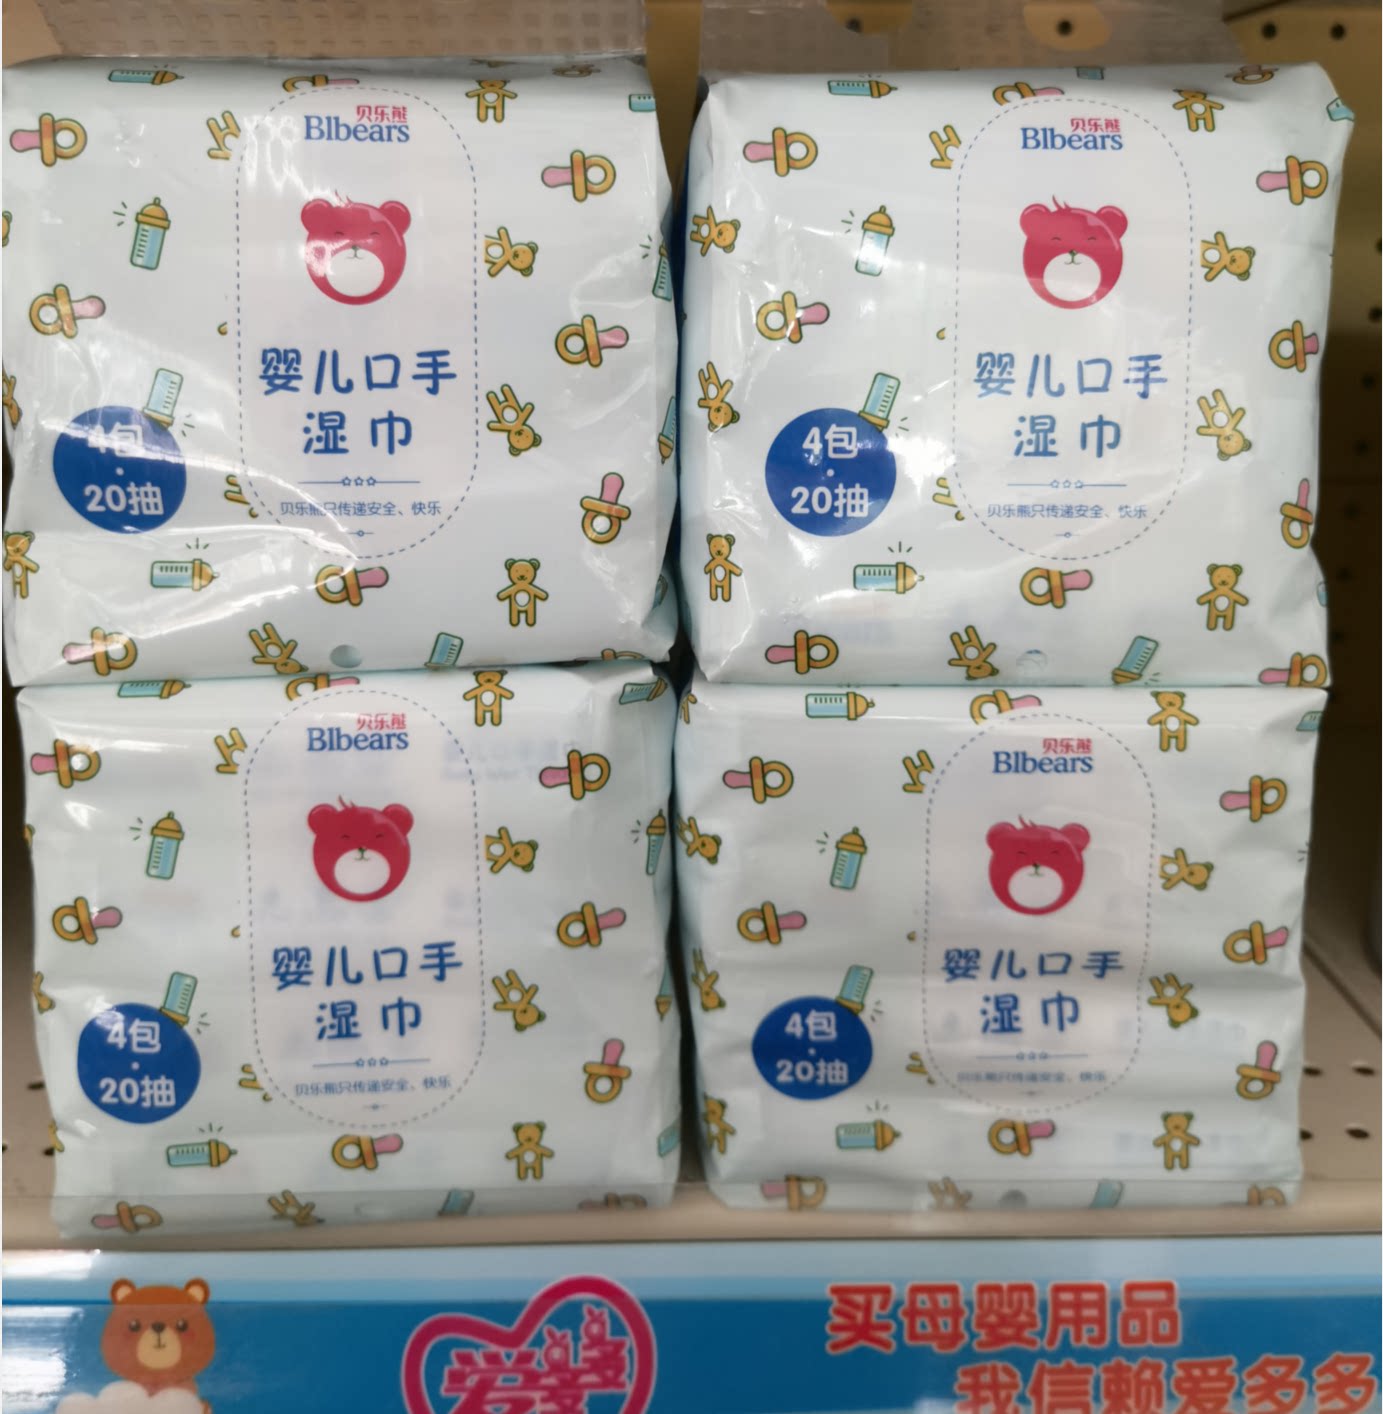 贝乐熊
Blbears
婴儿口手
湿巾
4包
20抽
贝乐熊只传递安全、快乐
贝乐熊
Blbears
婴儿口手
湿巾
4包
20抽
贝乐熊只传递安全、快乐
贝乐熊
Blbears
婴儿口手
湿巾
4包
20抽
贝乐熊只传递安全、快乐
贝乐熊
Blbears
婴儿口手
湿巾
4包
20抽
贝乐熊只传递安全、快乐
爱多多
买母婴用品
我信赖爱多多